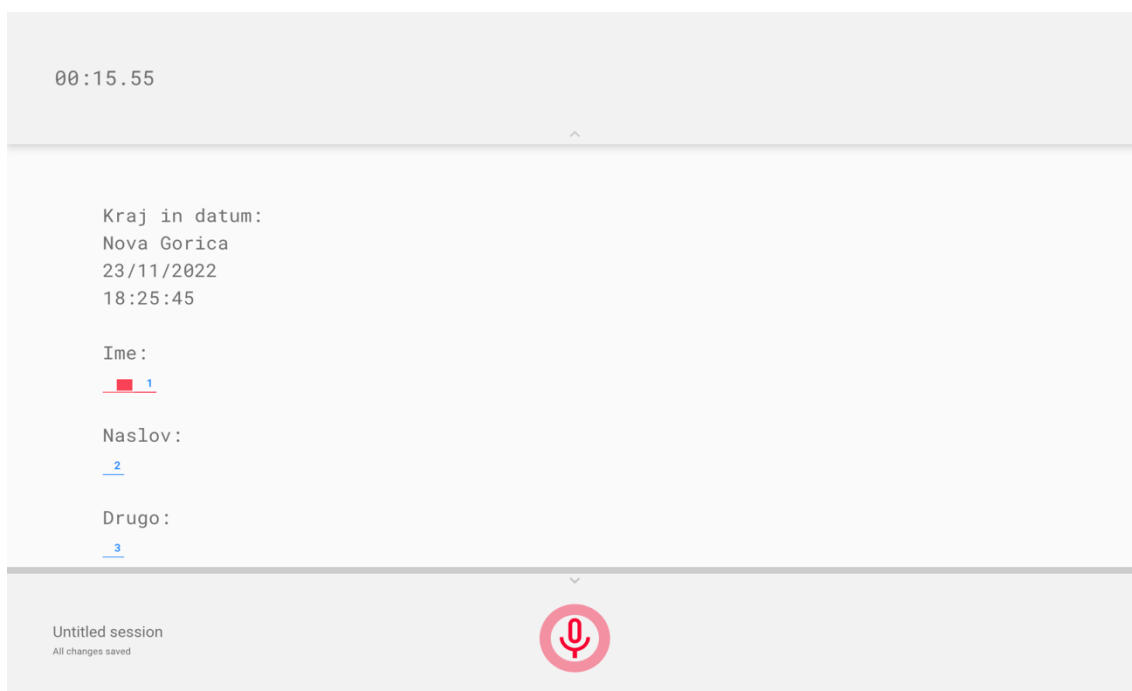 00:15.55
Kraj in datum:
Nova Gorica
23/11/2022
18:25:45
Ime:
1
Naslov:
2
Drugo:
3
Untitled session
All changes saved